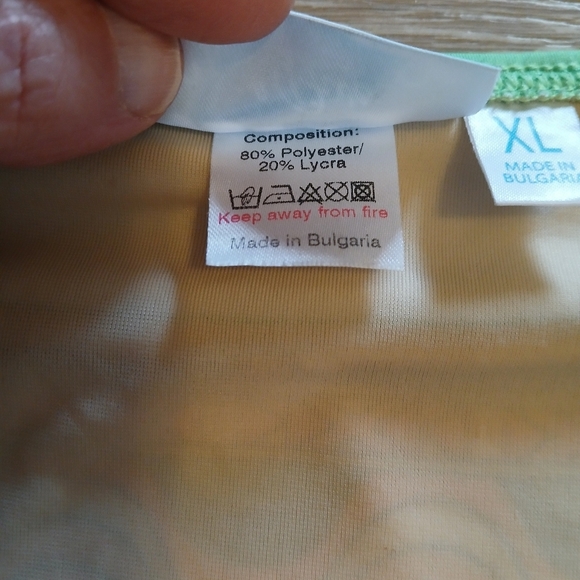 Composition:
80% Polyester/
20% Lycra
Keep away from fire
Made in Bulgaria
XL
MADE IN
BULGARIA